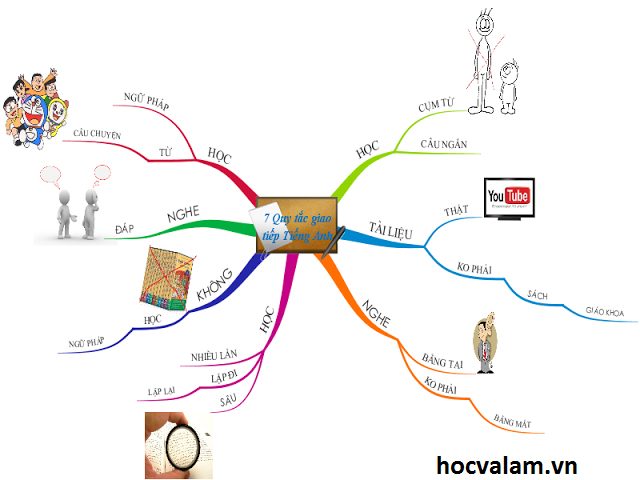 7 Quy tắc giao
tiếp Tiếng Anh
HỌC
CỤM TỪ
CÂU NGẮN
TÀI LIỆU
THẬT
You Tube
KO PHẢI
SÁCH
GIÁO KHOA
NGHE
BẰNG TAI
KO PHẢI
BẰNG MẮT
HỌC
NHIỀU LẦN
LẶP ĐI
LẶP LẠI
SÂU
KHÔNG
HỌC
NGỮ PHÁP
NGHE
ĐÁP
HỌC
NGỮ PHÁP
TỪ
CÂU CHUYỆN
hocvalam.vn